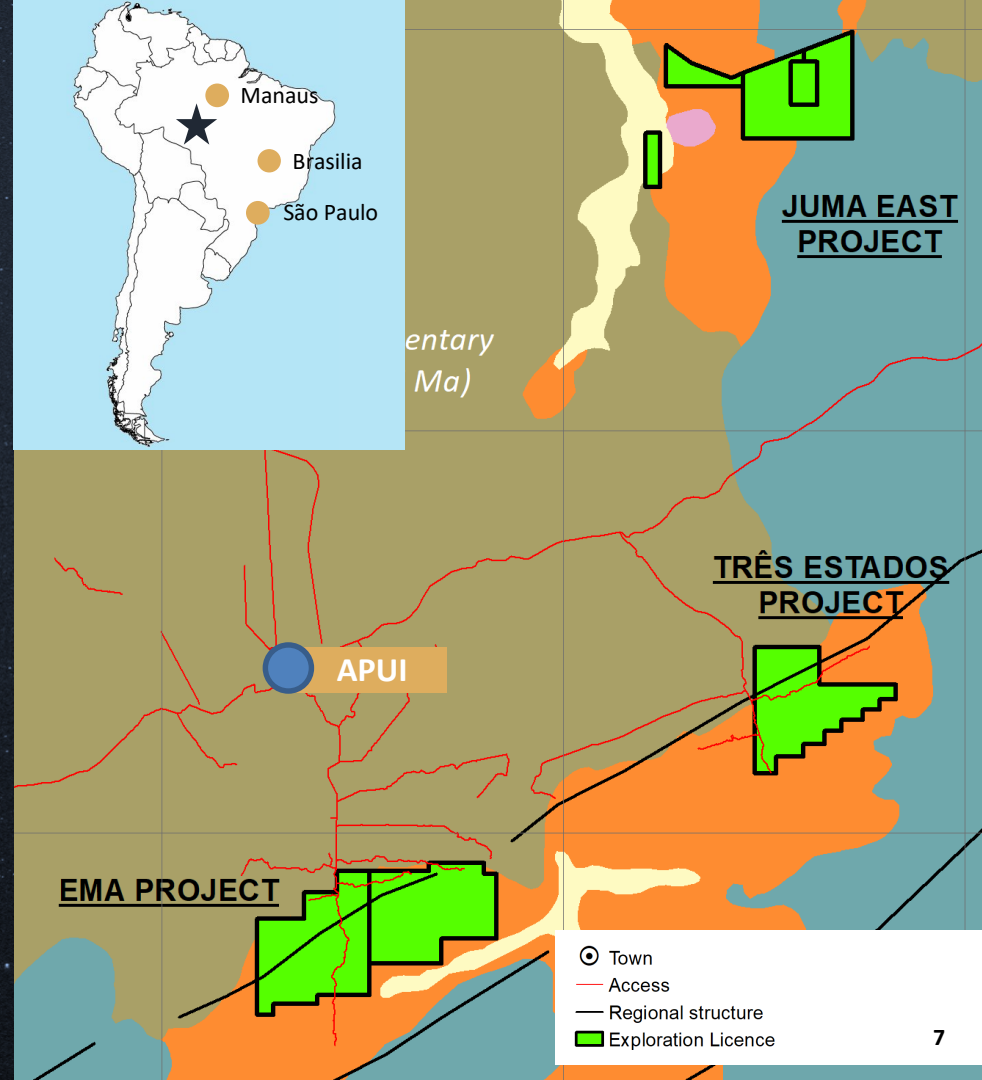 Manaus
Brasilia
São Paulo
JUMA EAST
PROJECT
entary
Ma)
TRÊS ESTADOS
PROJECT
APUI
EMA PROJECT
Town
Access
Regional structure
Exploration Licence
7